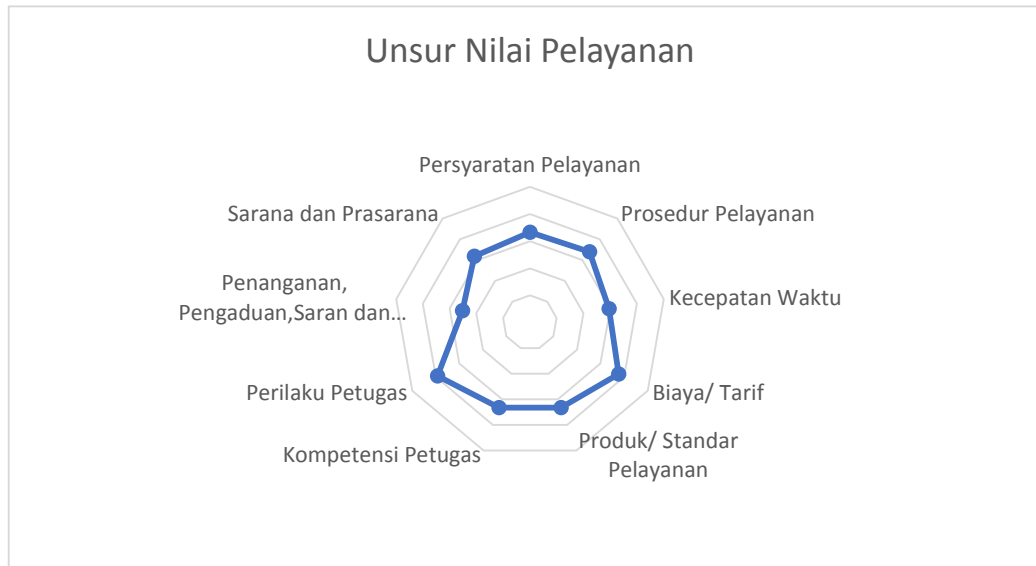 Unsur Nilai Pelayanan
Persyaratan Pelayanan
Prosedur Pelayanan
Kecepatan Waktu
Biaya/ Tarif
Produk/ Standar
Pelayanan
Kompetensi Petugas
Perilaku Petugas
Penanganan,
Pengaduan,Saran dan...
Sarana dan Prasarana